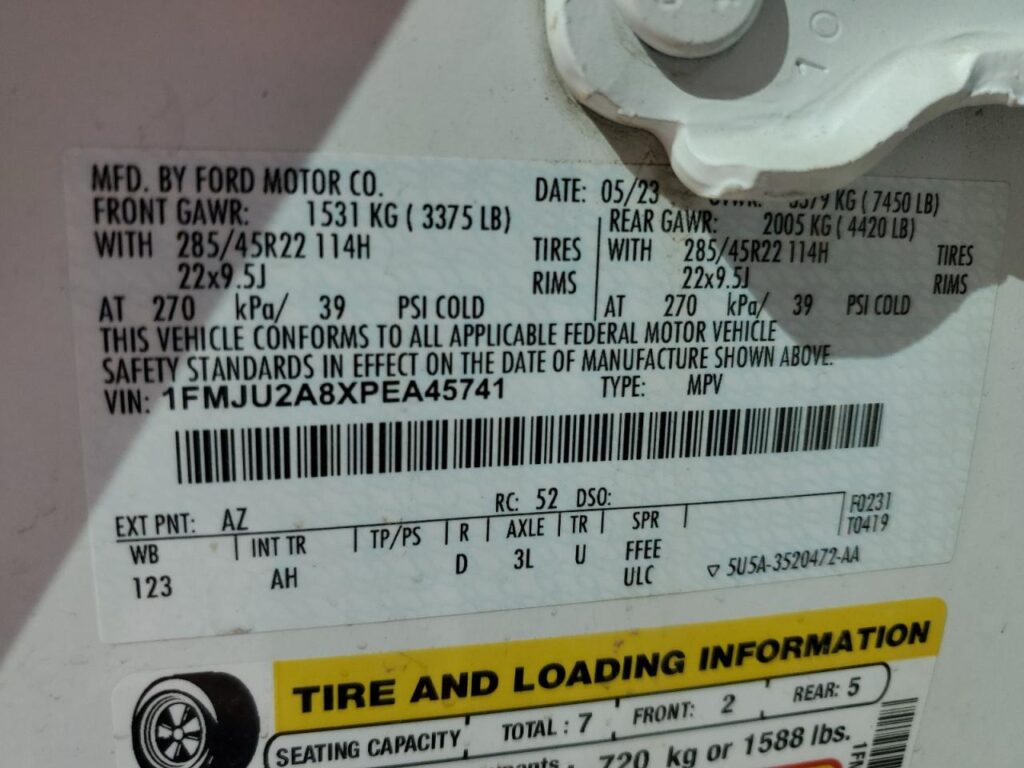 10
MFD. BY FORD MOTOR CO. DATE: 05/23 3379 KG ( 7450 LB)
FRONT GAWR: 1531 KG ( 3375 LB) REAR GAWR: 2005 KG ( 4420 LB)
WITH 285/45R22 114H TIRES WITH 285/45R22 114H TIRES
22x9.5J RIMS 22x9.5J RIMS
AT 270 kPa/ 39 PSI COLD AT 270 kPa/ 39 PSI COLD
THIS VEHICLE CONFORMS TO ALL APPLICABLE FEDERAL MOTOR VEHICLE
SAFETY STANDARDS IN EFFECT ON THE DATE OF MANUFACTURE SHOWN ABOVE.
VIN: 1FMJU2A8XPEA45741 TYPE: MPV
EXT PNT: AZ RC: 52 DSO: F0231
WB INT TR TP/PS R AXLE TR SPR T0419
123 AH D 3L U FFEE
ULC ▽ 5U5A-3520472-AA
TIRE AND LOADING INFORMATION
SEATING CAPACITY TOTAL : 7 FRONT: 2 REAR: 5
720 kg or 1588 lbs.
1FM